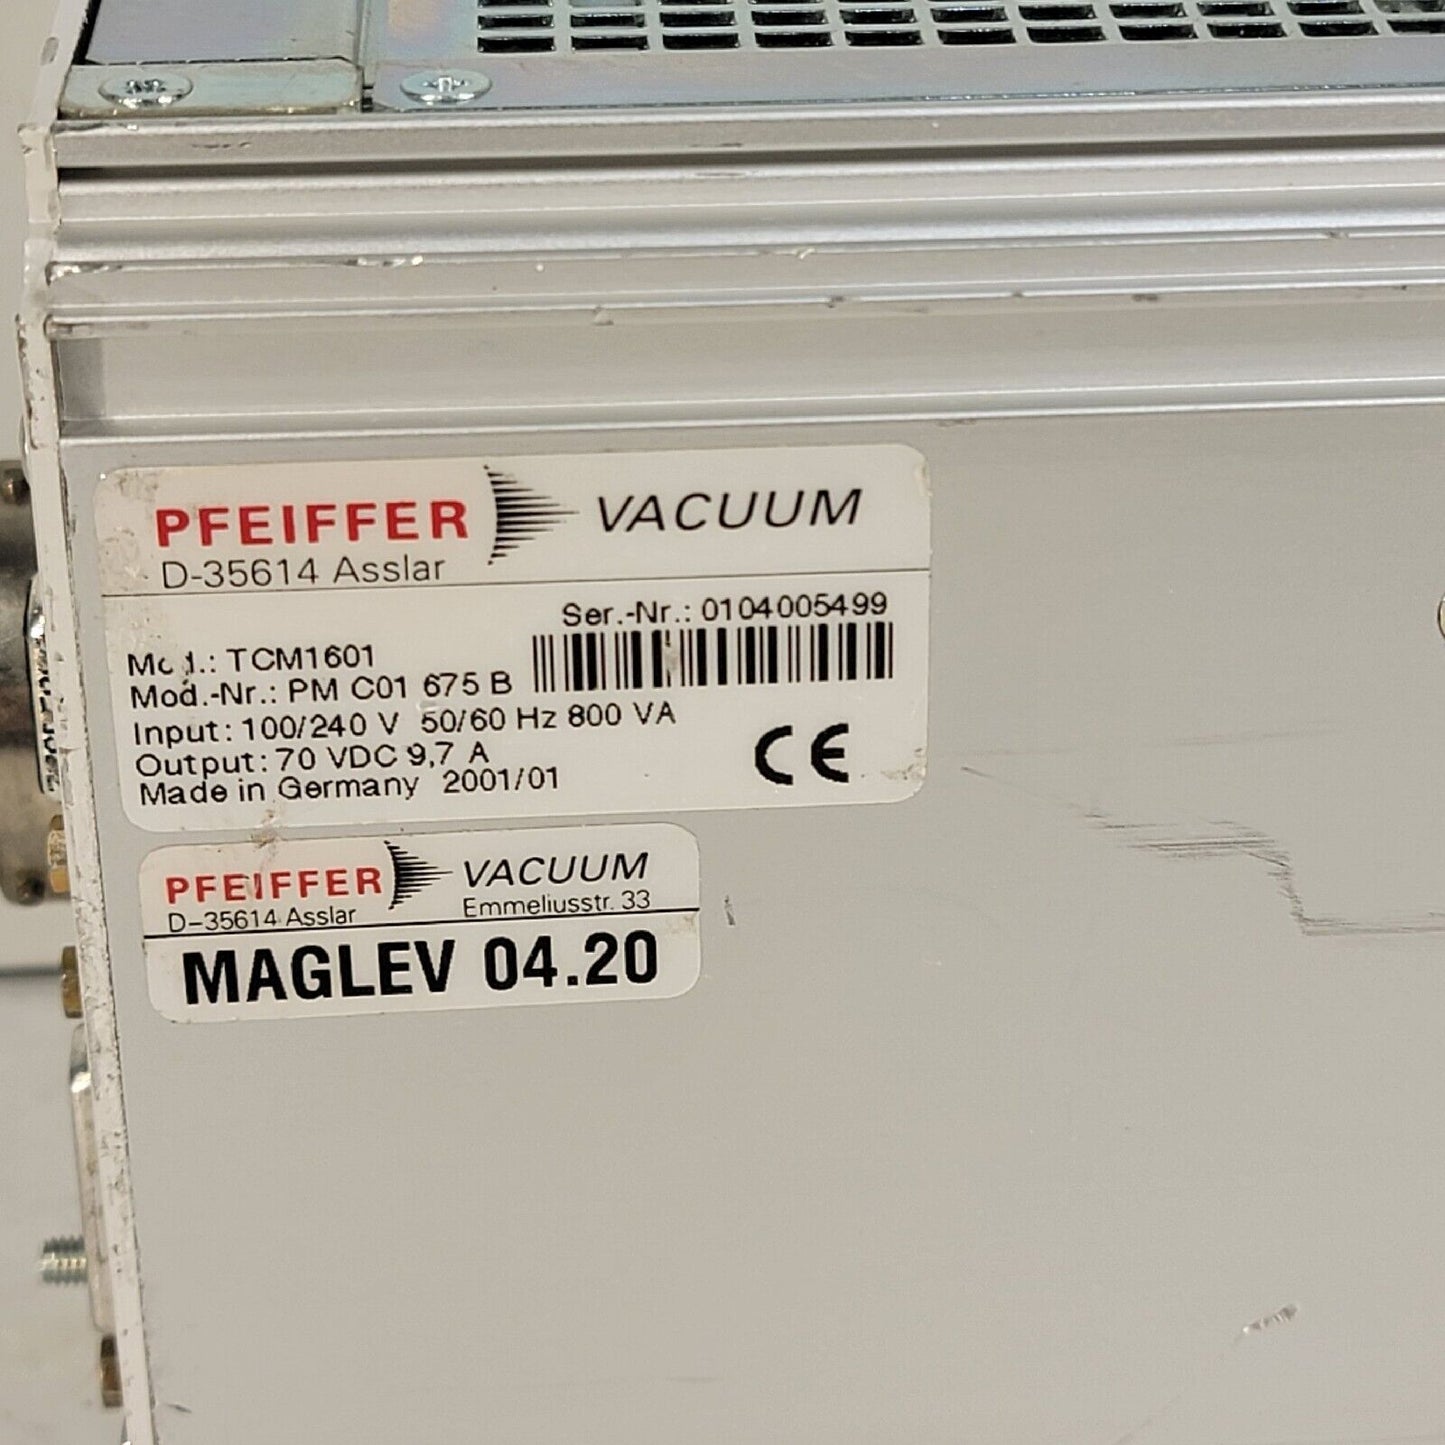 PFEIFFER VACUUM
D-35614 Asslar
Ser.-Nr.: 0104005499
Mod.: TCM1601
Mod.-Nr.: PM C01 675 B
Input: 100/240 V 50/60 Hz 800 VA
Output: 70 VDC 9,7 A
Made in Germany 2001/01
CE
PFEIFFER VACUUM
D-35614 Asslar Emmeliusstr. 33
MAGLEV 04.20